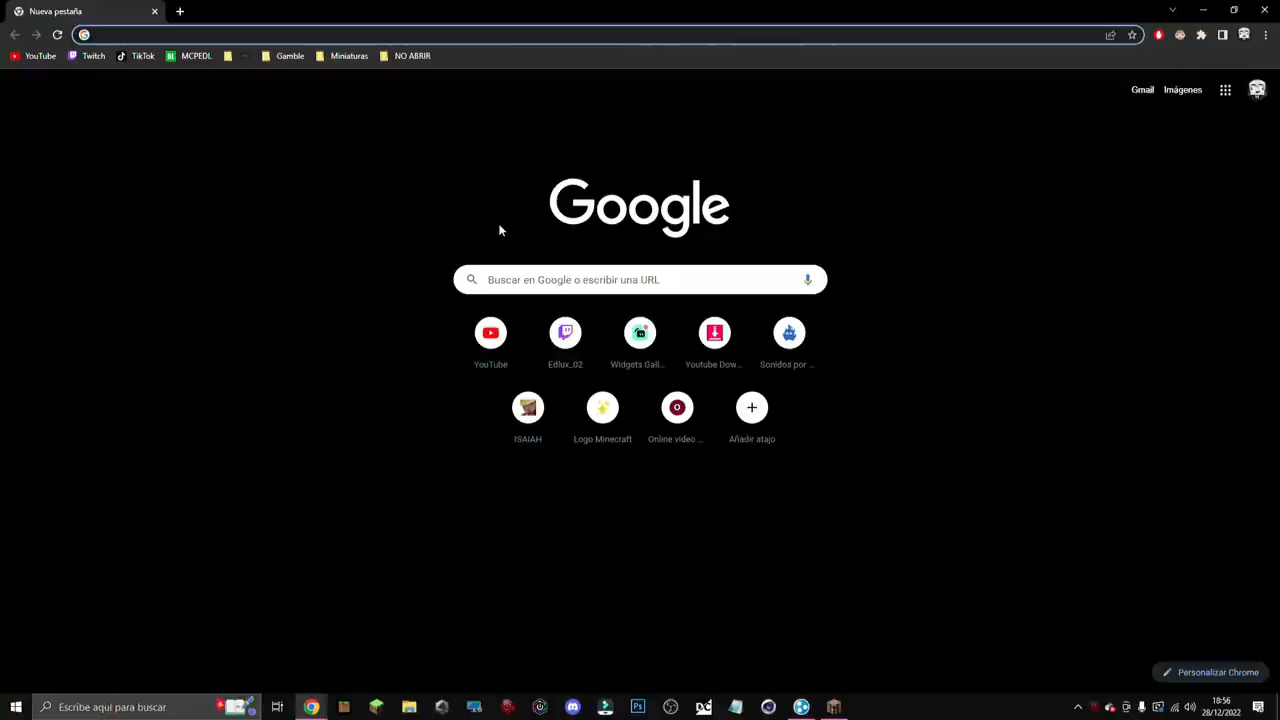 Nueva pestaña
YouTube
Twitch
TikTok
MCPEDL
Gamble
Miniaturas
NO ABRIR
Gmail
Imágenes
Google
Buscar en Google o escribir una URL
YouTube
Edlux_02
Widgets Gall...
Youtube Dow...
Sonidos por ...
ISAIAH
Logo Minecraft
Online video ...
Añadir atajo
Personalizar Chrome
Escribe aquí para buscar
18:56
28/12/2022